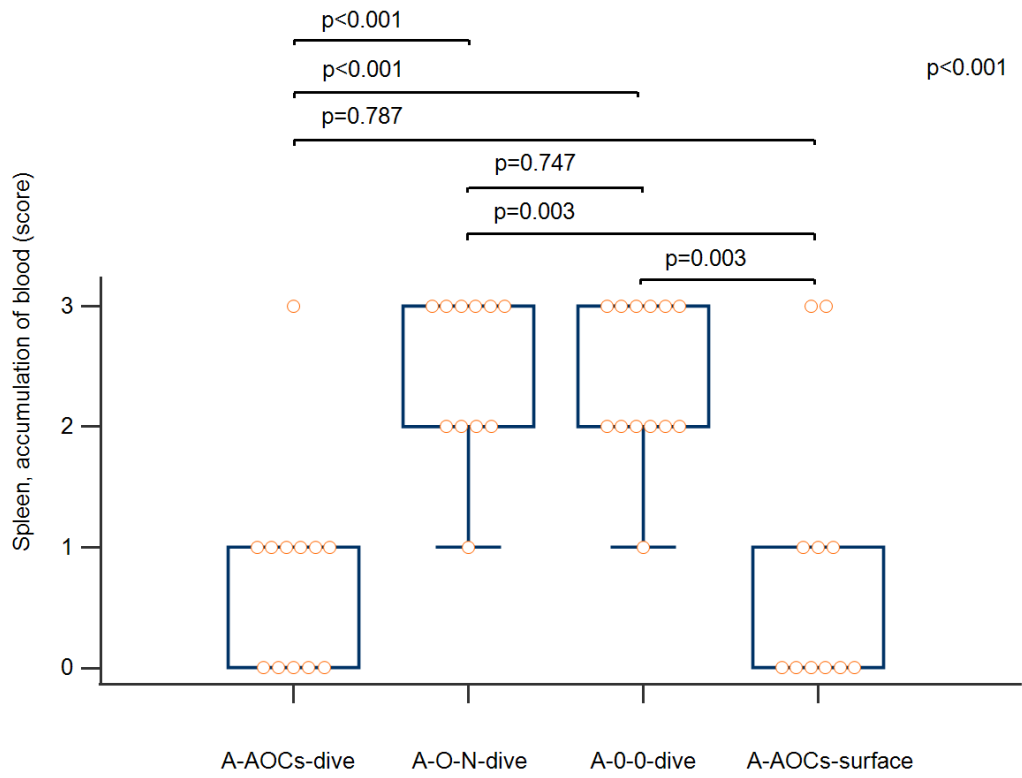 p<0.001
p<0.001
p<0.001
p=0.787
p=0.747
p=0.003
p=0.003
Spleen, accumulation of blood (score)
3
2
1
0
A-AOCs-dive
A-O-N-dive
A-0-0-dive
A-AOCs-surface